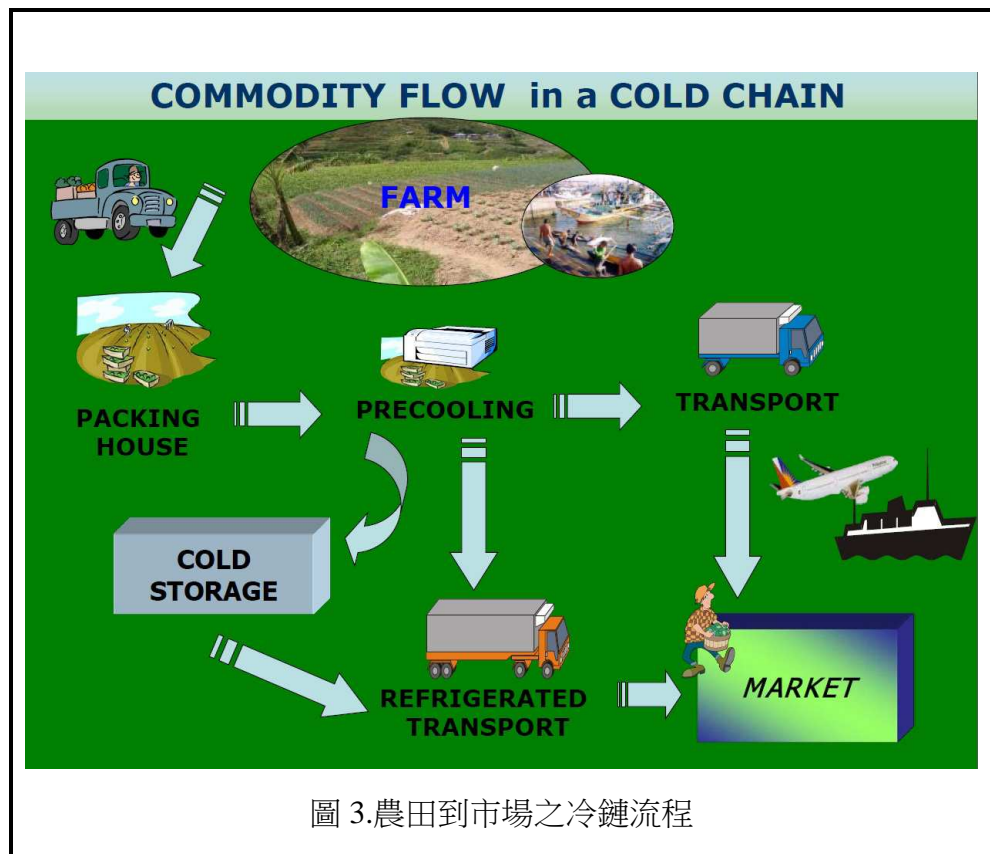 COMMODITY FLOW in a COLD CHAIN
FARM
PACKING
HOUSE
PRECOOLING
TRANSPORT
COLD
STORAGE
REFRIGERATED
TRANSPORT
MARKET
圖 3.農田到市場之冷鏈流程